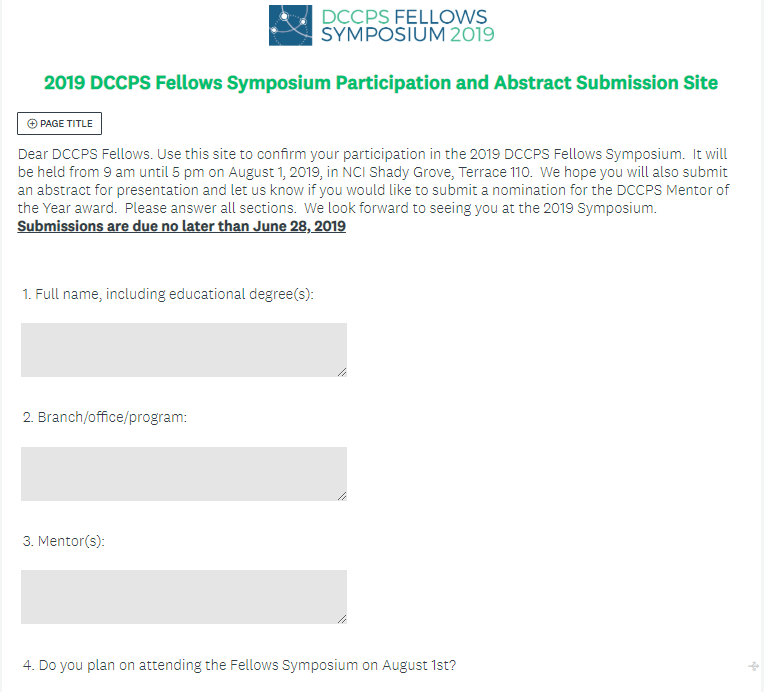 DCCPS FELLOWS
SYMPOSIUM 2019
2019 DCCPS Fellows Symposium Participation and Abstract Submission Site
PAGE TITLE
Dear DCCPS Fellows. Use this site to confirm your participation in the 2019 DCCPS Fellows Symposium. It will
be held from 9 am until 5 pm on August 1, 2019, in NCI Shady Grove, Terrace 110. We hope you will also submit
an abstract for presentation and let us know if you would like to submit a nomination for the DCCPS Mentor of
the Year award. Please answer all sections. We look forward to seeing you at the 2019 Symposium.
Submissions are due no later than June 28, 2019
1. Full name, including educational degree(s):
2. Branch/office/program:
3. Mentor(s):
4. Do you plan on attending the Fellows Symposium on August 1st?